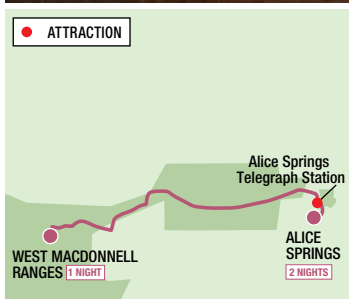 ATTRACTION
Alice Springs
Telegraph Station
WEST MACDONNELL
RANGES 1 NIGHT
ALICE
SPRINGS
2 NIGHTS